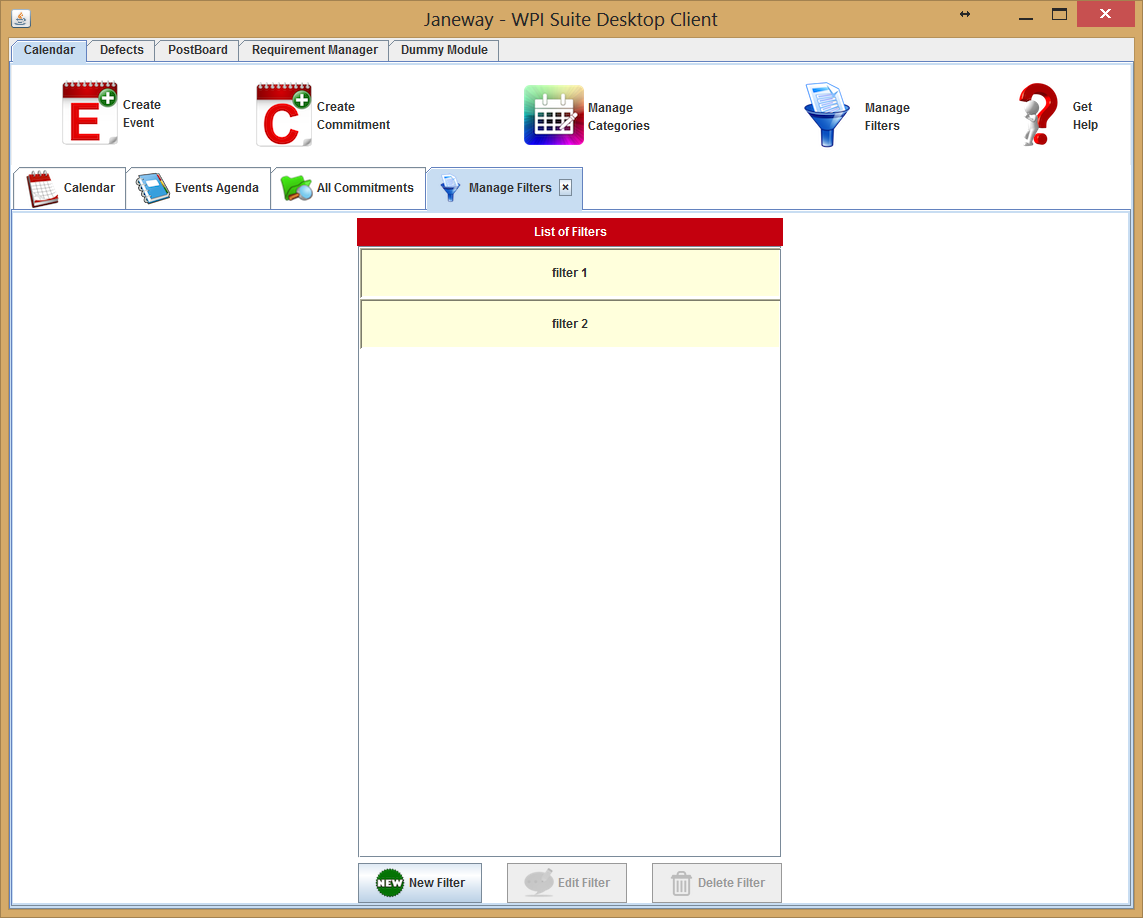 Janeway - WPI Suite Desktop Client
Calendar
Defects
PostBoard
Requirement Manager
Dummy Module
E
Create
Event
C
Create
Commitment
Manage
Categories
Manage
Filters
Get
Help
Calendar
Events Agenda
All Commitments
Manage Filters
List of Filters
filter 1
filter 2
NEW
New Filter
Edit Filter
Delete Filter